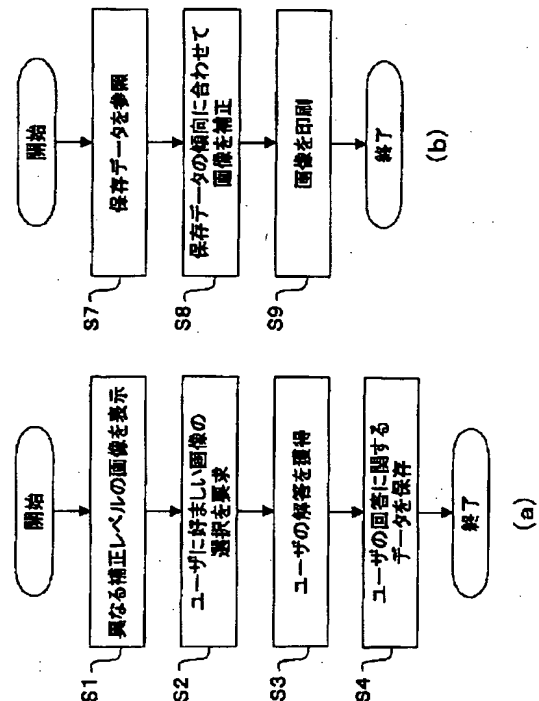 開始
S1
異なる補正レベルの画像を表示
S2
ユーザに好ましい画像の
選択を要求
S3
ユーザの解答を獲得
S4
ユーザの回答に関する
データを保存
終了
(a)
開始
S7
保存データを参照
S8
保存データの傾向に合わせて
画像を補正
S9
画像を印刷
終了
(b)